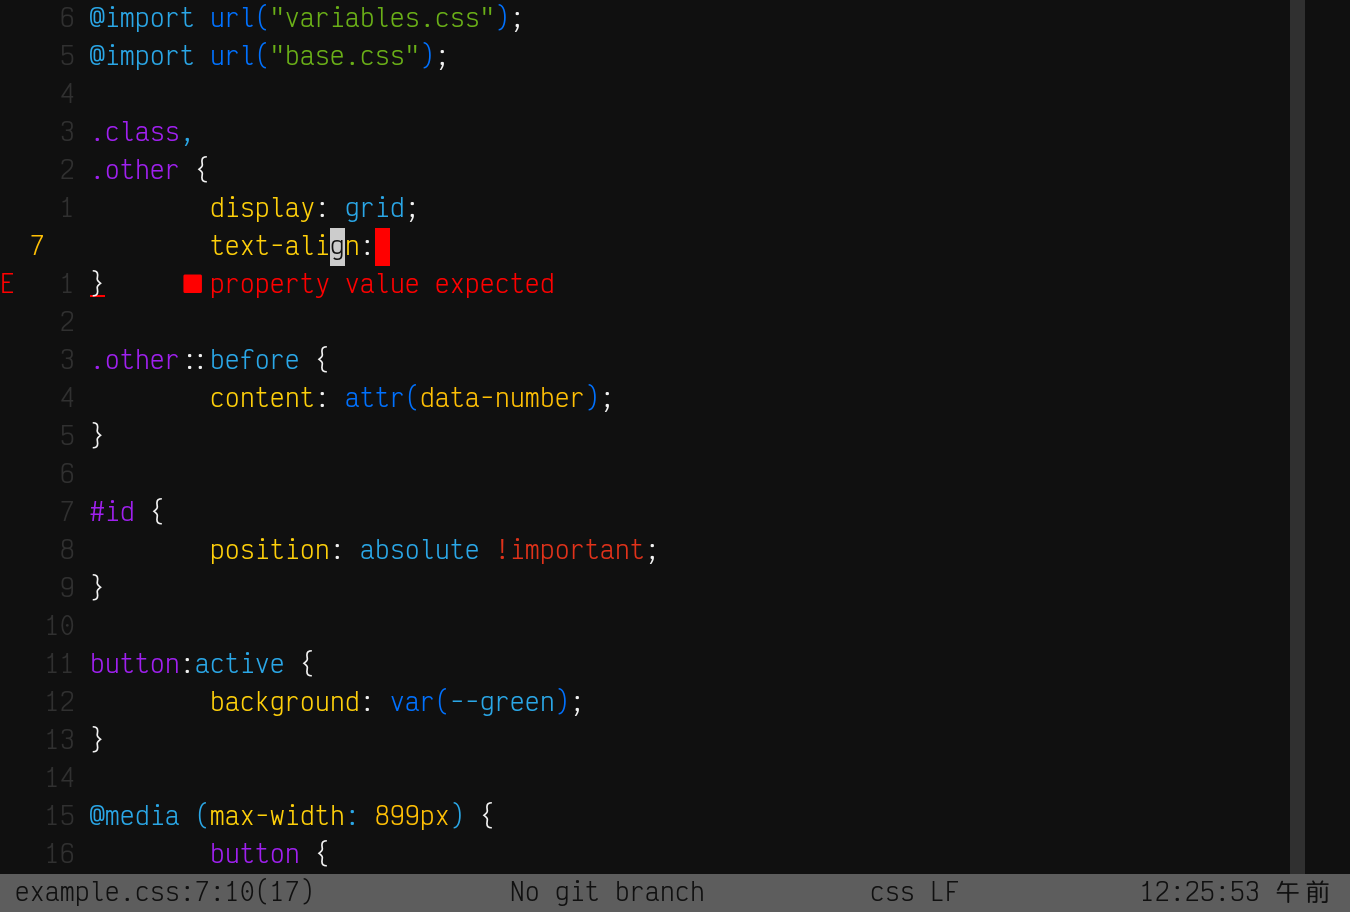 6 @import url("variables.css");
5 @import url("base.css");
4
3 .class,
2 .other {
1 display: grid;
7 text-align:
E 1 } property value expected
2
3 .other::before {
4 content: attr(data-number);
5 }
6
7 #id {
8 position: absolute !important;
9 }
10
11 button:active {
12 background: var(--green);
13 }
14
15 @media (max-width: 899px) {
16 button {
example.css:7:10(17) No git branch css LF 12:25:53 午前